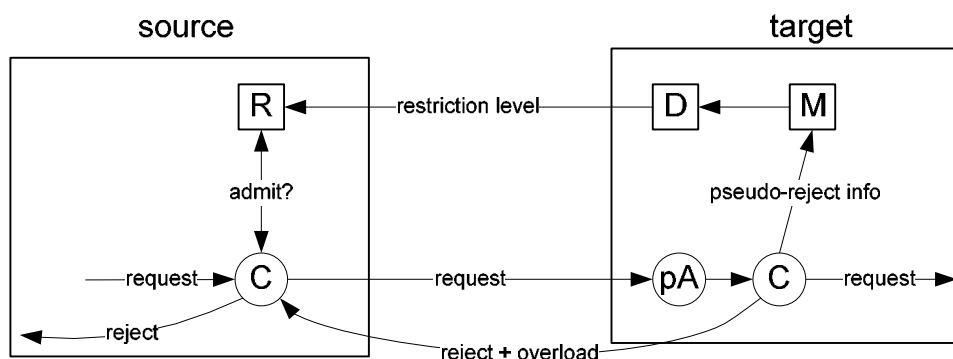 source
target
R
restriction level
D
M
admit?
pseudo-reject info
request
C
request
pA
C
request
reject
reject + overload